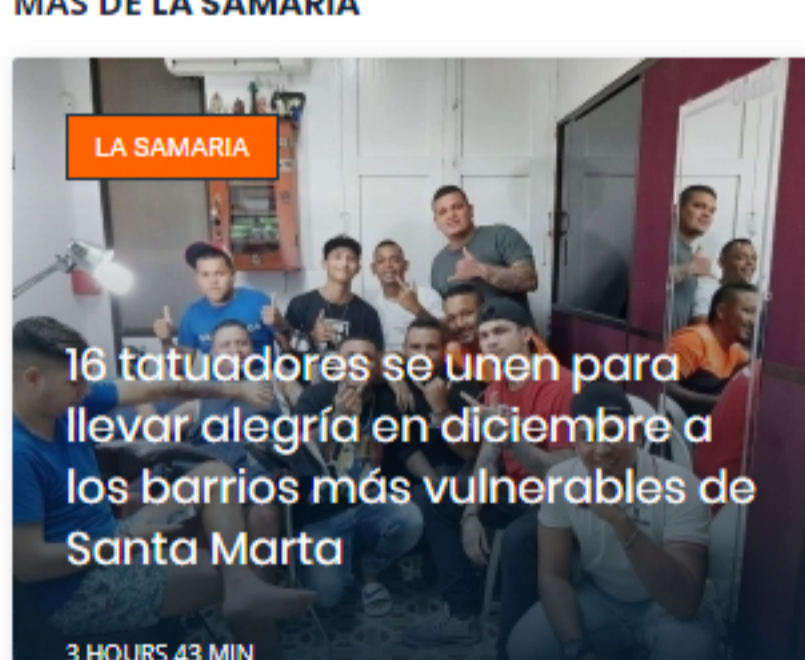 MÁS DE LA SAMARIA
LA SAMARIA
16 tatuadores se unen para
llevar alegría en diciembre a
los barrios más vulnerables de
Santa Marta
3 HOURS 43 MIN